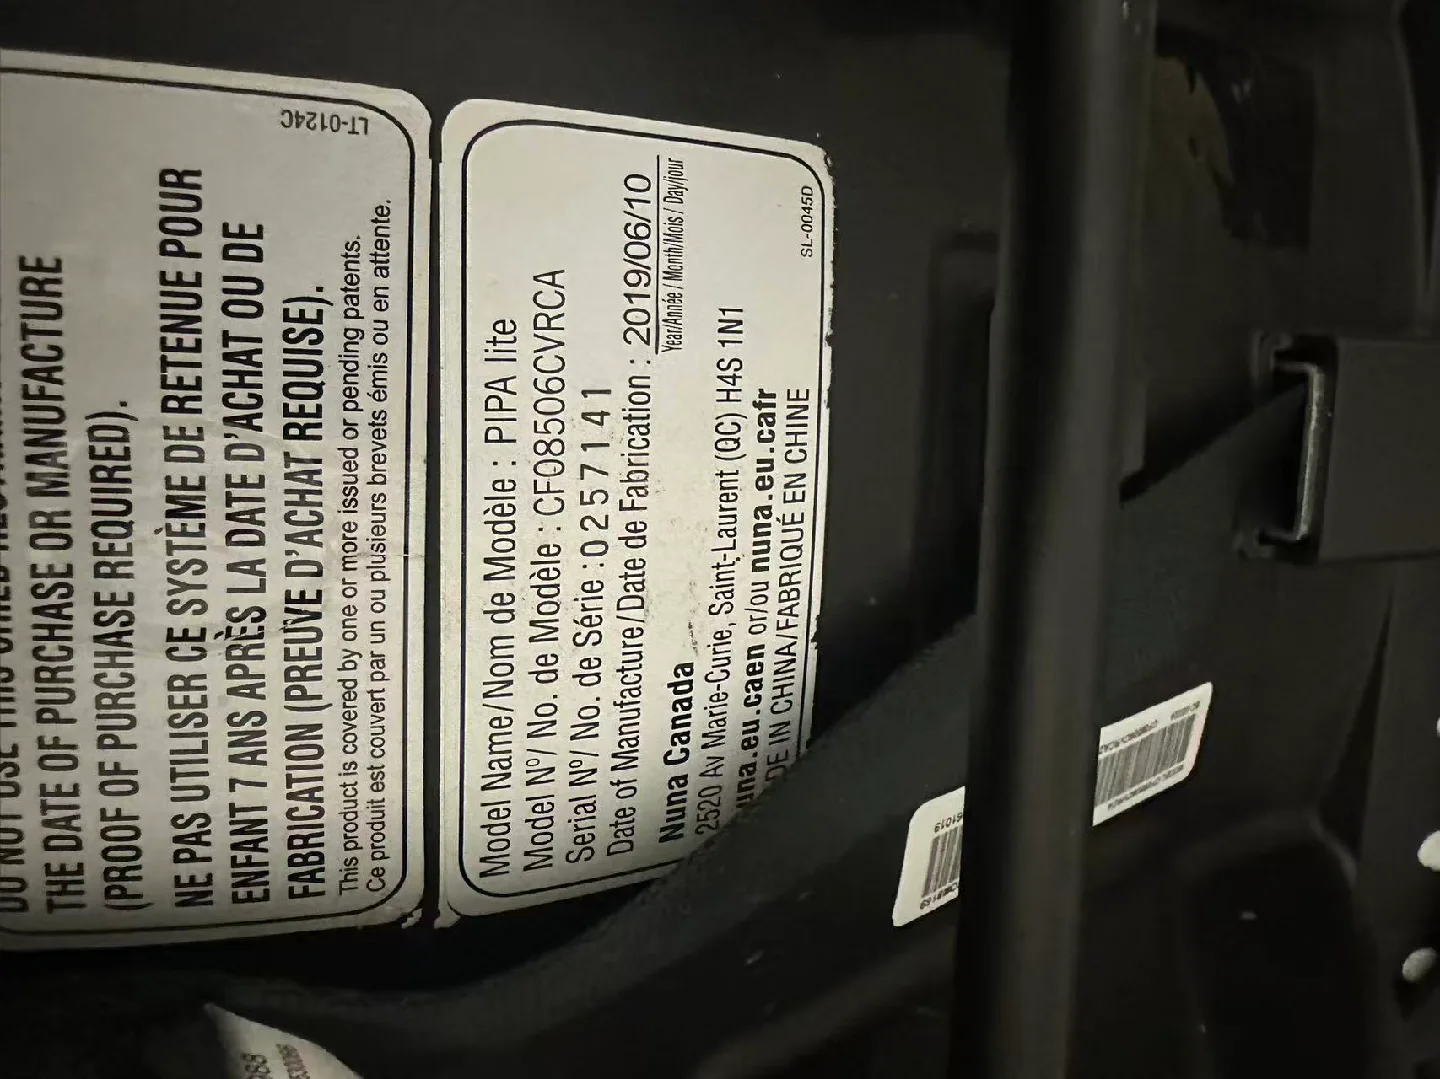 THE DATE OF PURCHASE OR MANUFACTURE
(PROOF OF PURCHASE REQUIRED).
NE PAS UTILISER CE SYSTÈME DE RETENUE POUR
ENFANT 7 ANS APRÈS LA DATE D'ACHAT OU DE
FABRICATION (PREUVE D'ACHAT REQUISE).
This product is covered by one or more issued or pending patents.
Ce produit est couvert par un ou plusieurs brevets émis ou en attente.
LT-0124C
Model Name/Nom de Modèle : PIPA lite
Model Nº/ No. de Modèle : CF08506CVRCA
Serial Nº/ No. de Série : 0257141
Date of Manufacture/Date de Fabrication : 2019/06/10
Year/Année / Month/Mois / Day/jour
Nuna Canada
2520 Av Marie-Curie, Saint-Laurent (QC) H4S 1N1
nuna.eu.caen or/ou nuna.eu.cafr
DE IN CHINA/FABRIQUÉ EN CHINE
SL-0045D